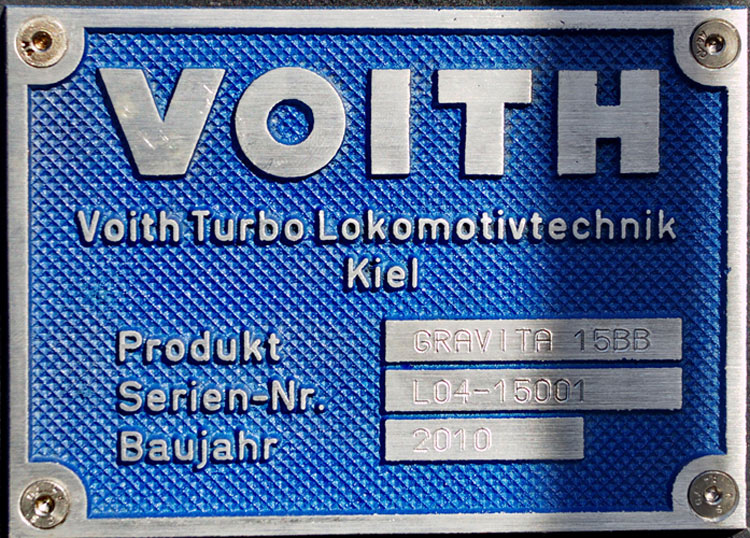 VOITH
Voith Turbo Lokomotivtechnik
Kiel
Produkt GRAVITA 15BB
Serien-Nr. L04-15001
Baujahr 2010